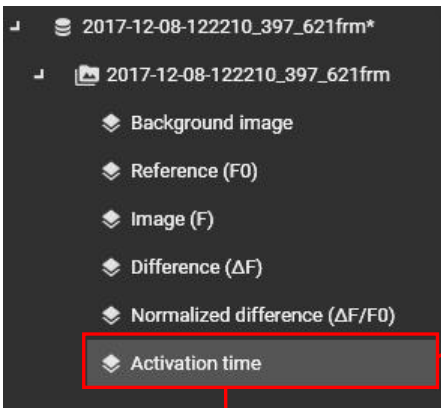 2017-12-08-122210_397_621frm*
2017-12-08-122210_397_621frm
Background image
Reference (F0)
Image (F)
Difference (ΔF)
Normalized difference (ΔF/F0)
Activation time